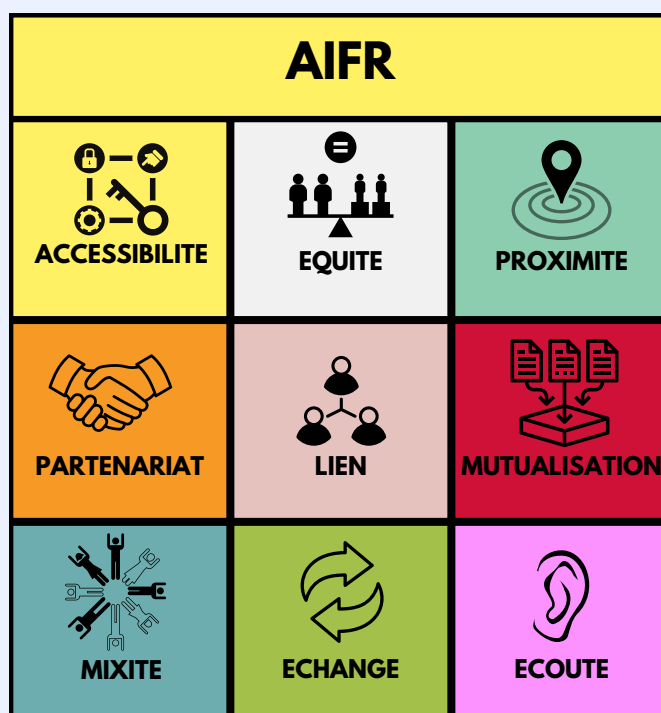 AIFR
ACCESSIBILITE
EQUITE
PROXIMITE
PARTENARIAT
LIEN
MUTUALISATION
MIXITE
ECHANGE
ECOUTE